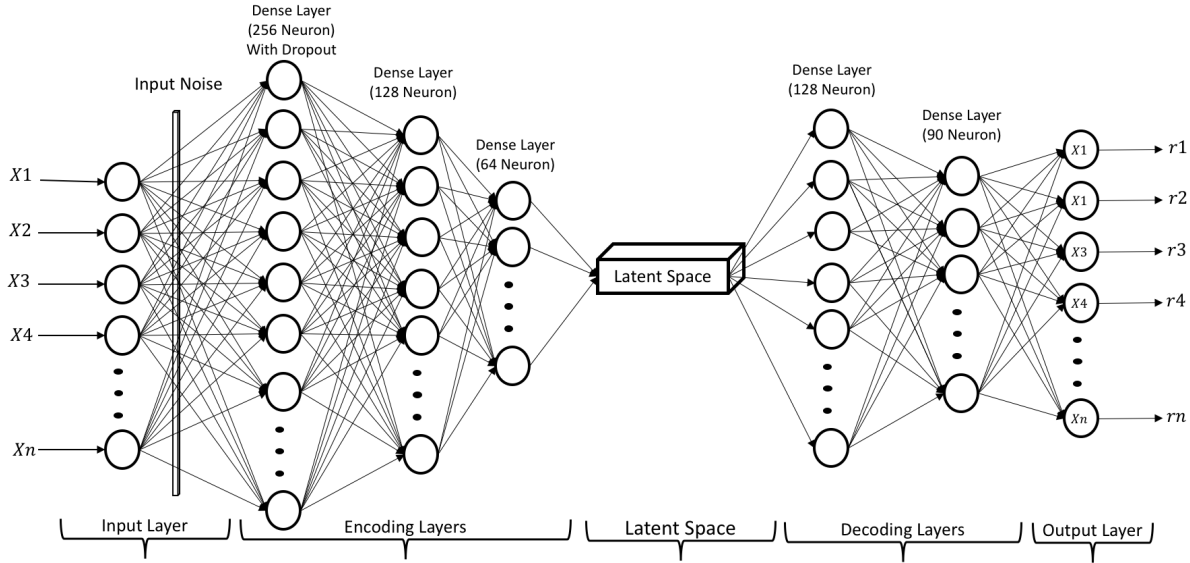 Dense Layer
(256 Neuron)
With Dropout
Input Noise
Dense Layer
(128 Neuron)
Dense Layer
(64 Neuron)
Dense Layer
(128 Neuron)
Dense Layer
(90 Neuron)
X1
X2
X3
X4
Xn
Latent Space
X1
X1
X3
X4
Xn
r1
r2
r3
r4
rn
Input Layer
Encoding Layers
Latent Space
Decoding Layers
Output Layer